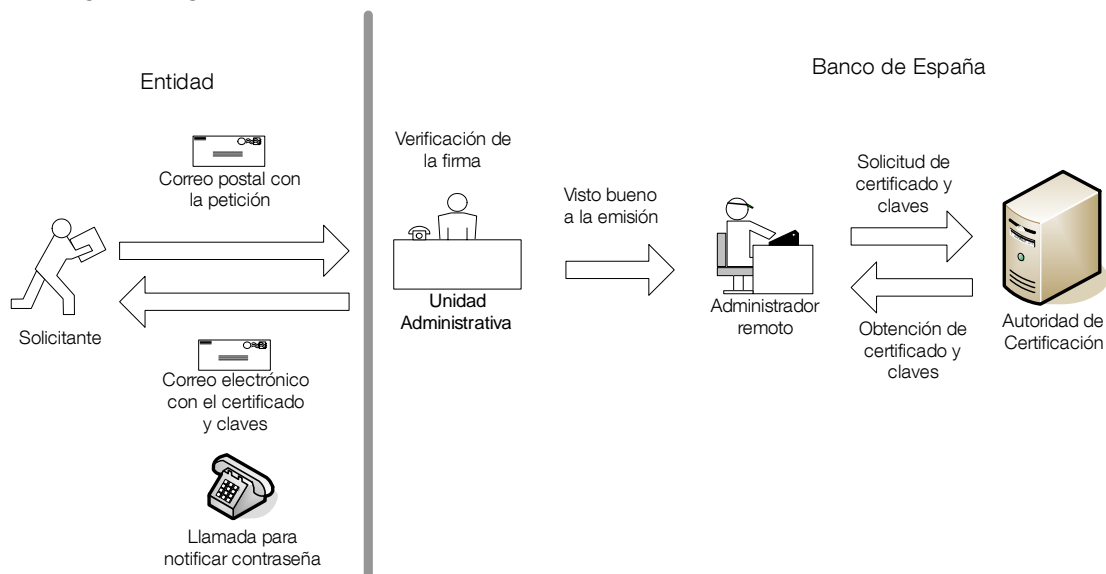 Entidad
Banco de España
Correo postal con
la petición
Solicitante
Correo electrónico
con el certificado
y claves
Llamada para
notificar contraseña
Verificación de
la firma
Unidad
Administrativa
Visto bueno
a la emisión
Administrador
remoto
Solicitud de
certificado y
claves
Obtención de
certificado y
claves
Autoridad de
Certificación